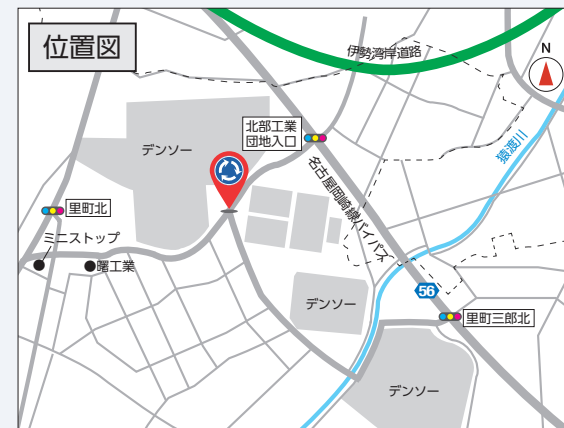 位置図
伊勢湾岸道路
N
北部工業
団地入口
デンソー
猿渡川
名古屋岡崎線バイパス
里町北
ミニストップ
曙工業
56
デンソー
里町三郎北
デンソー